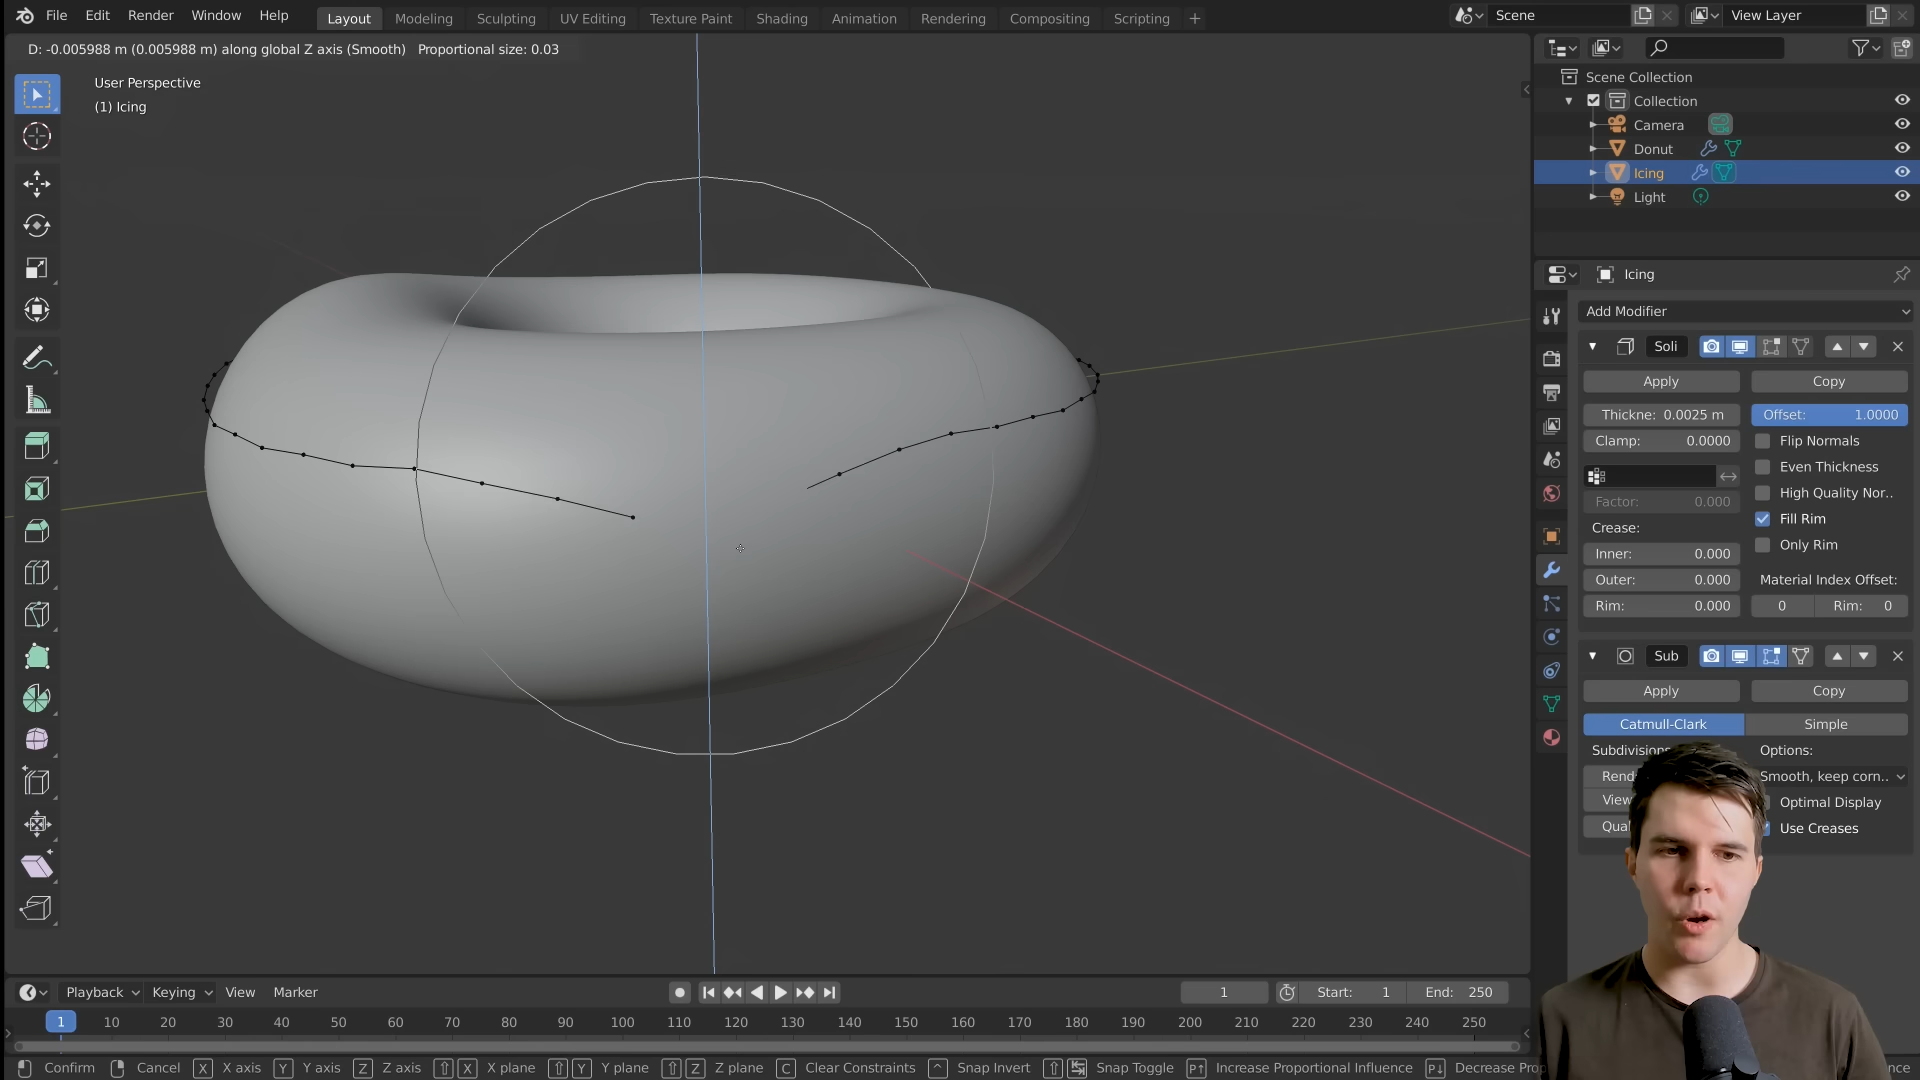 File Edit Render Window Help Layout Modeling Sculpting UV Editing Texture Paint Shading Animation Rendering Compositing Scripting + Scene View Layer
D: -0.005988 m (0.005988 m) along global Z axis (Smooth) Proportional size: 0.03
User Perspective
(1) Icing
Scene Collection
Collection
Camera
Donut
Icing
Light
Icing
Add Modifier
Soli
Apply Copy
Thickne: 0.0025 m Offset: 1.0000
Clamp: 0.0000 Flip Normals
Even Thickness
High Quality Nor..
Factor: 0.000
Fill Rim
Crease:
Only Rim
Inner: 0.000
Outer: 0.000 Material Index Offset:
Rim: 0.000 0 Rim: 0
Sub
Apply Copy
Catmull-Clark Simple
Options:
Smooth, keep corn..
Optimal Display
Use Creases
Playback Keying View Marker 1 Start: 1 End: 250
1 10 20 30 40 50 60 70 80 90 100 110 120 130 140 150 160 170 180 190 200 210 220 230 240 250
Confirm Cancel X X axis Y Y axis Z Z axis X X plane Y Y plane Z Z plane C Clear Constraints ^ Snap Invert Snap Toggle P↑ Increase Proportional Influence P↓